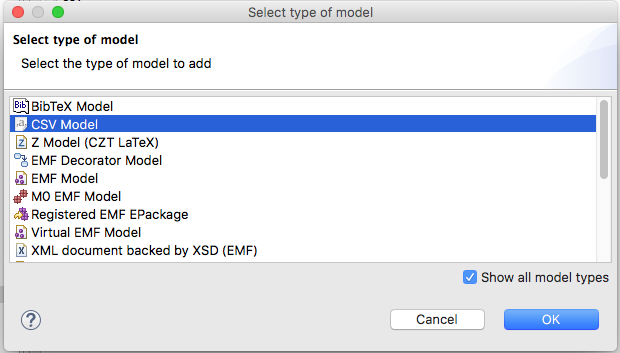 Select type of model
Select type of model
Select the type of model to add
BibTeX Model
CSV Model
Z Model (CZT LaTeX)
EMF Decorator Model
EMF Model
M0 EMF Model
Registered EMF EPackage
Virtual EMF Model
XML document backed by XSD (EMF)
Show all model types
Cancel
OK